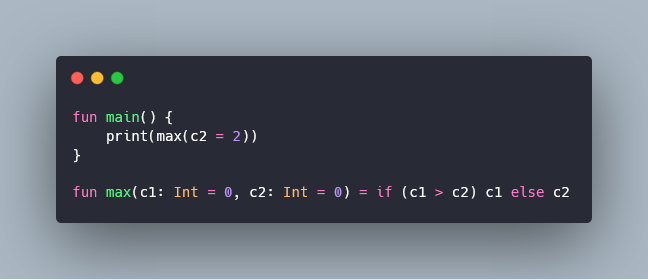 fun main() {
    print(max(c2 = 2))
}
fun max(c1: Int = 0, c2: Int = 0) = if (c1 > c2) c1 else c2